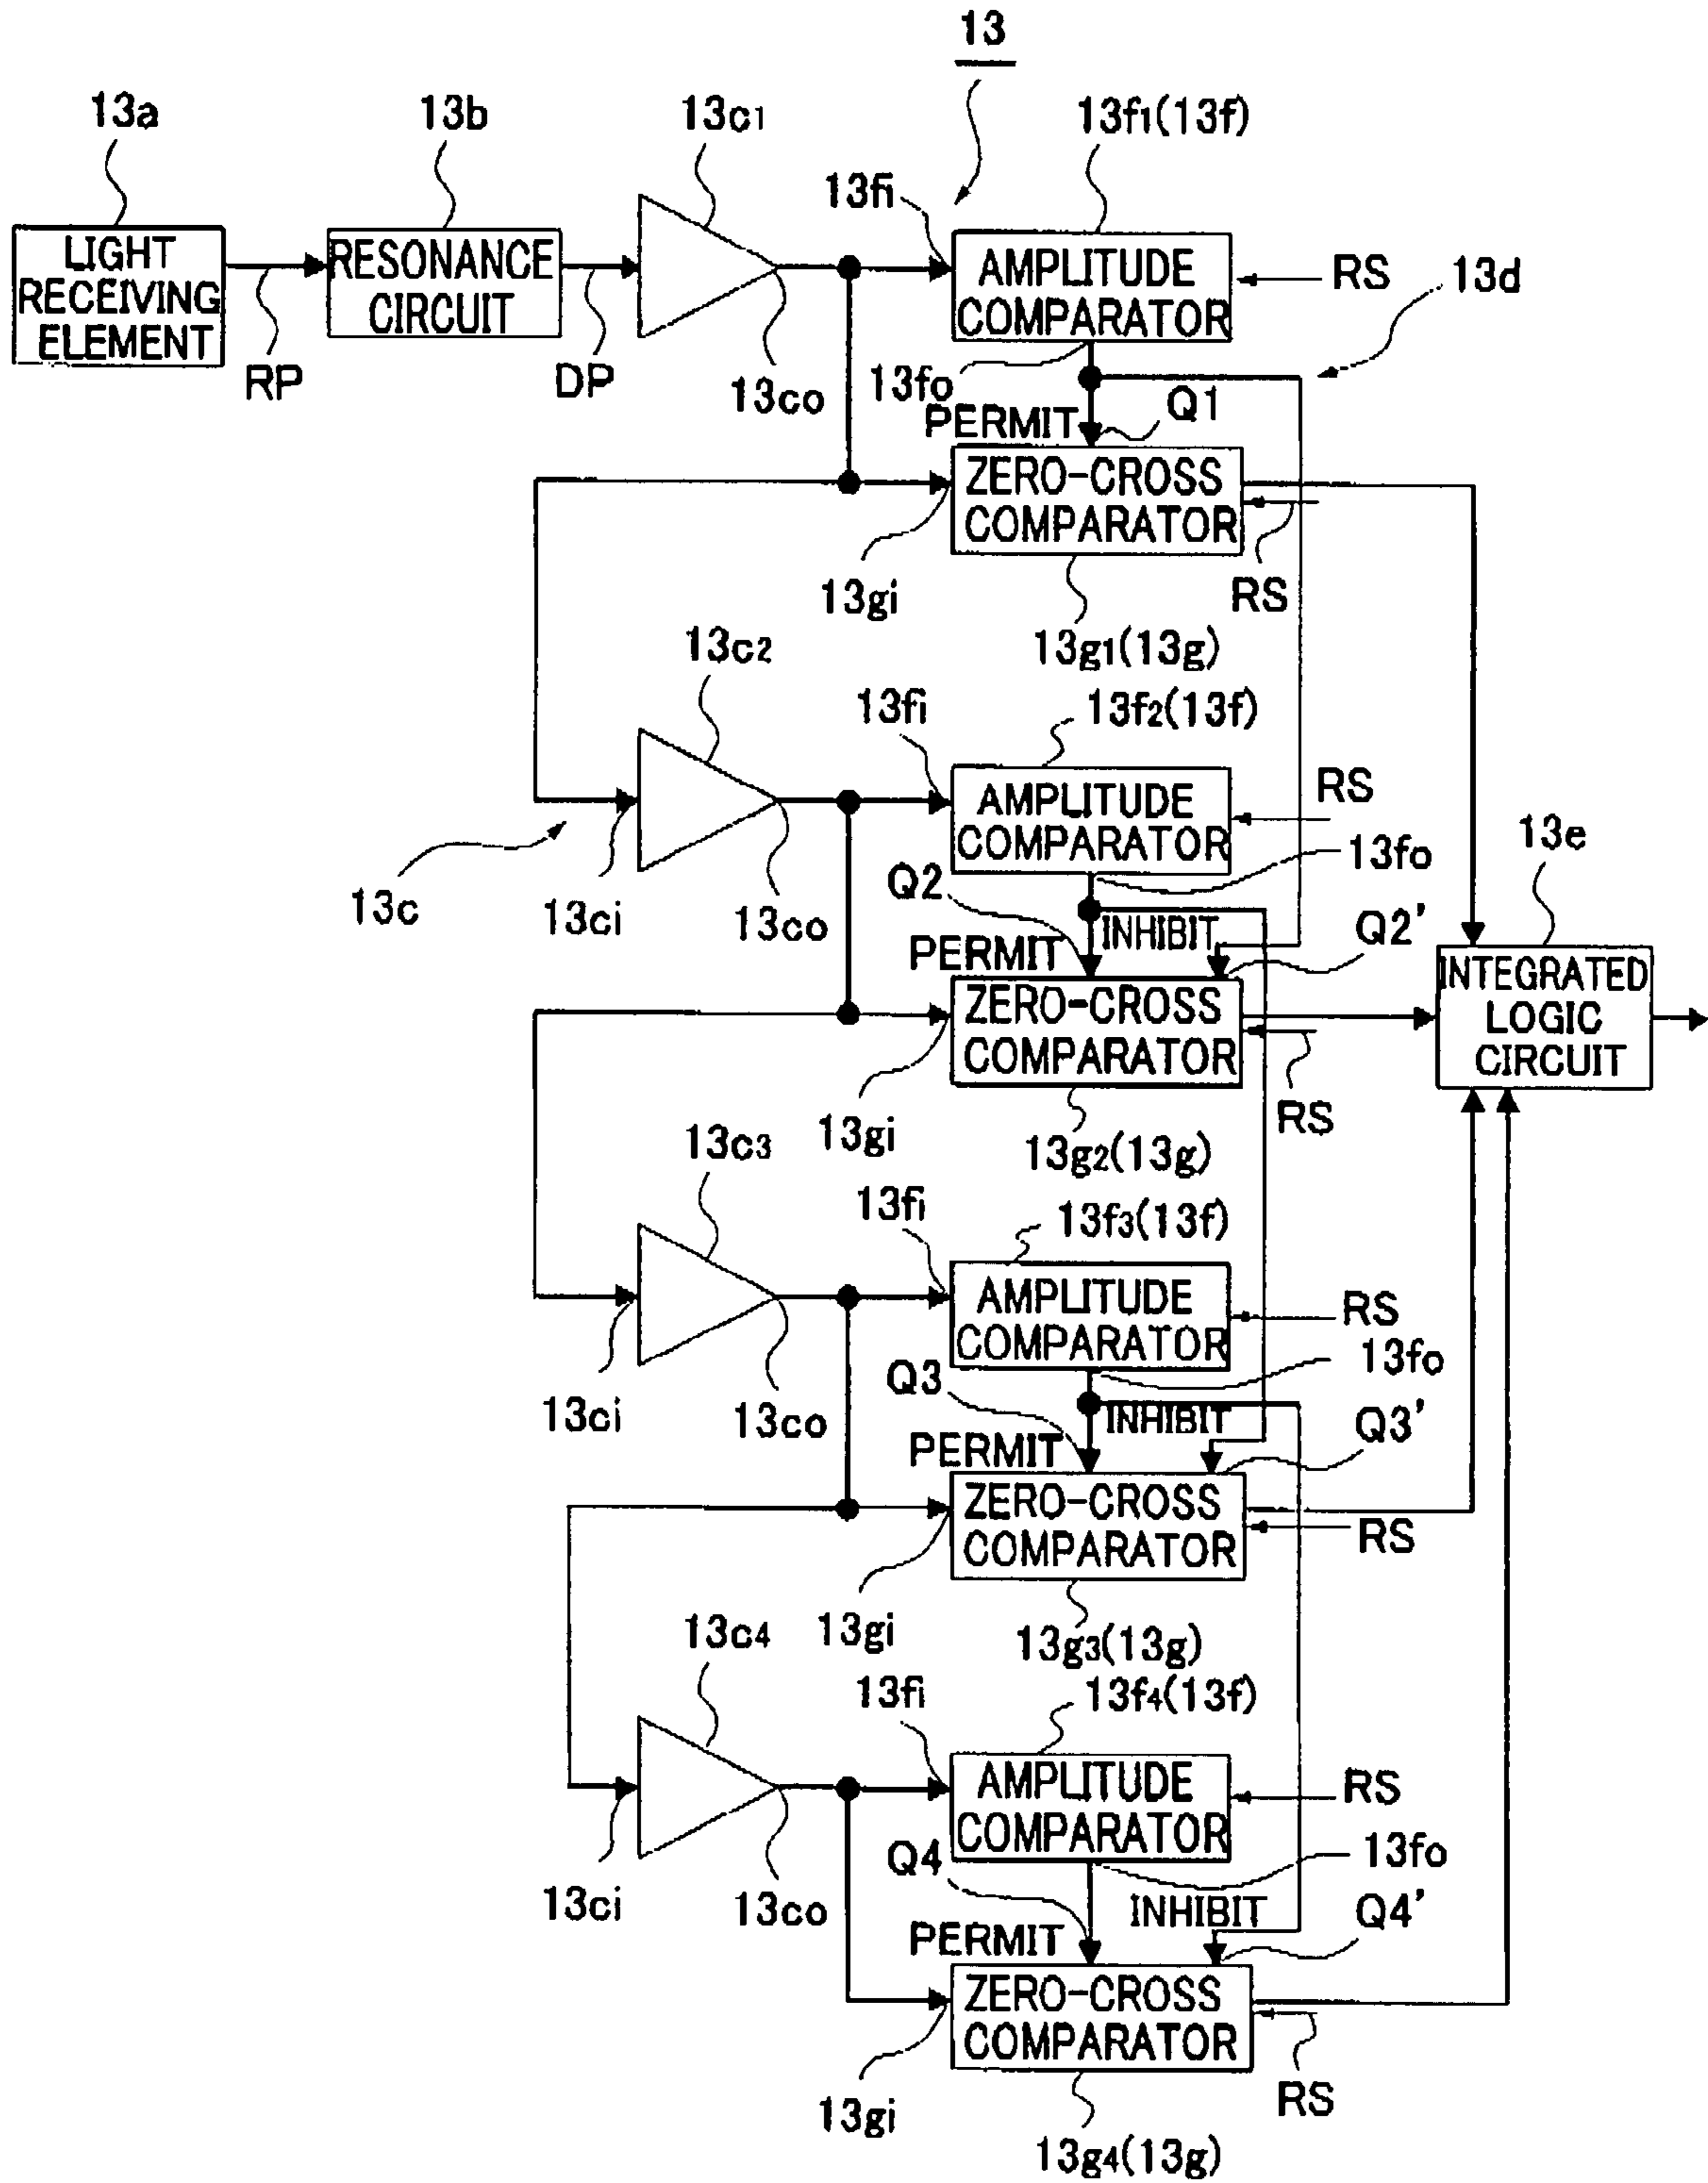 13
13a
13b
13c1
13f1(13f)
13fi
LIGHT
RECEIVING
ELEMENT
RESONANCE
CIRCUIT
AMPLITUDE
COMPARATOR
RS
13d
RP
DP
13co
13fo
PERMIT
Q1
ZERO-CROSS
COMPARATOR
13gi
RS
13g1(13g)
13c2
13fi
13f2(13f)
AMPLITUDE
COMPARATOR
RS
13fo
13e
13c
13ci
13co
Q2
INHIBIT
Q2'
PERMIT
ZERO-CROSS
COMPARATOR
INTEGRATED
LOGIC
CIRCUIT
13gi
RS
13g2(13g)
13c3
13fi
13f3(13f)
AMPLITUDE
COMPARATOR
RS
13fo
13ci
13co
Q3
INHIBIT
Q3'
PERMIT
ZERO-CROSS
COMPARATOR
RS
13gi
13g3(13g)
13c4
13fi
13f4(13f)
AMPLITUDE
COMPARATOR
RS
13fo
13ci
13co
Q4
INHIBIT
Q4'
PERMIT
ZERO-CROSS
COMPARATOR
RS
13gi
13g4(13g)